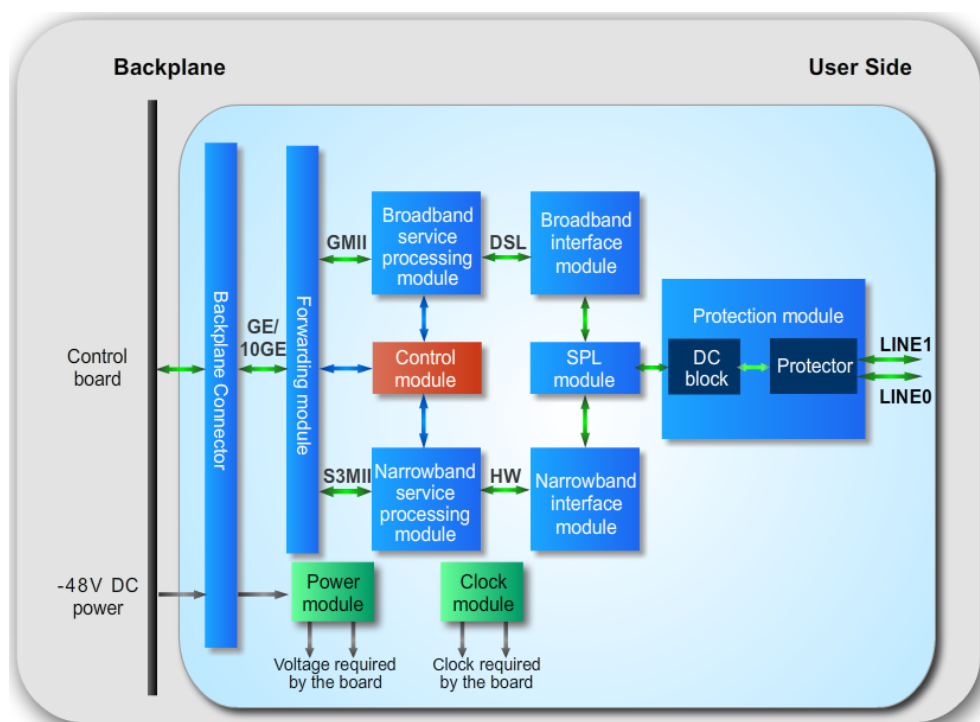 Backplane
User Side
Control
board
-48V DC
power
Backplane Connector
GE/
10GE
Forwarding module
GMII
Broadband
service
processing
module
DSL
Broadband
interface
module
Control
module
SPL
module
Protection module
DC
block
Protector
LINE1
LINE0
S3MII
Narrowband
service
processing
module
HW
Narrowband
interface
module
Power
module
Clock
module
Voltage required
by the board
Clock required
by the board